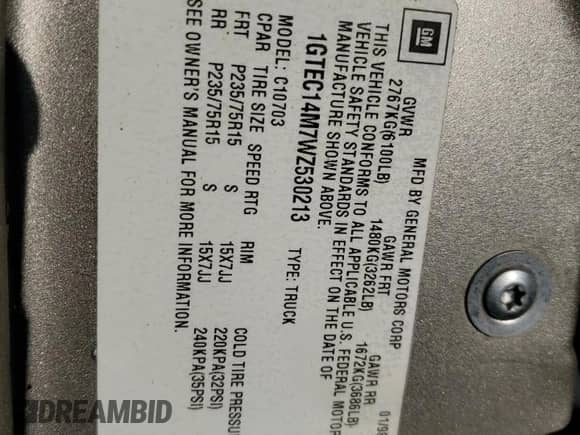 GM
MFD BY GENERAL MOTORS CORP 01/98
GVWR GAWR FRT GAWR RR
2767KG(6100LB) 1480KG(3262LB) 1672KG(3686LB)
THIS VEHICLE CONFORMS TO ALL APPLICABLE U.S. FEDERAL MOTOR
VEHICLE SAFETY STANDARDS IN EFFECT ON THE DATE OF
MANUFACTURE SHOWN ABOVE.
1GTEC14M7WZ530213 TYPE: TRUCK
MODEL: C10703
CPAR TIRE SIZE SPEED RTG RIM COLD TIRE PRESSU
FRT P235/75R15 S 15X7JJ 220KPA(32PSI)
RR P235/75R15 S 15X7JJ 240KPA(35PSI)
SEE OWNER'S MANUAL FOR MORE INFORMATION.
DREAMBID